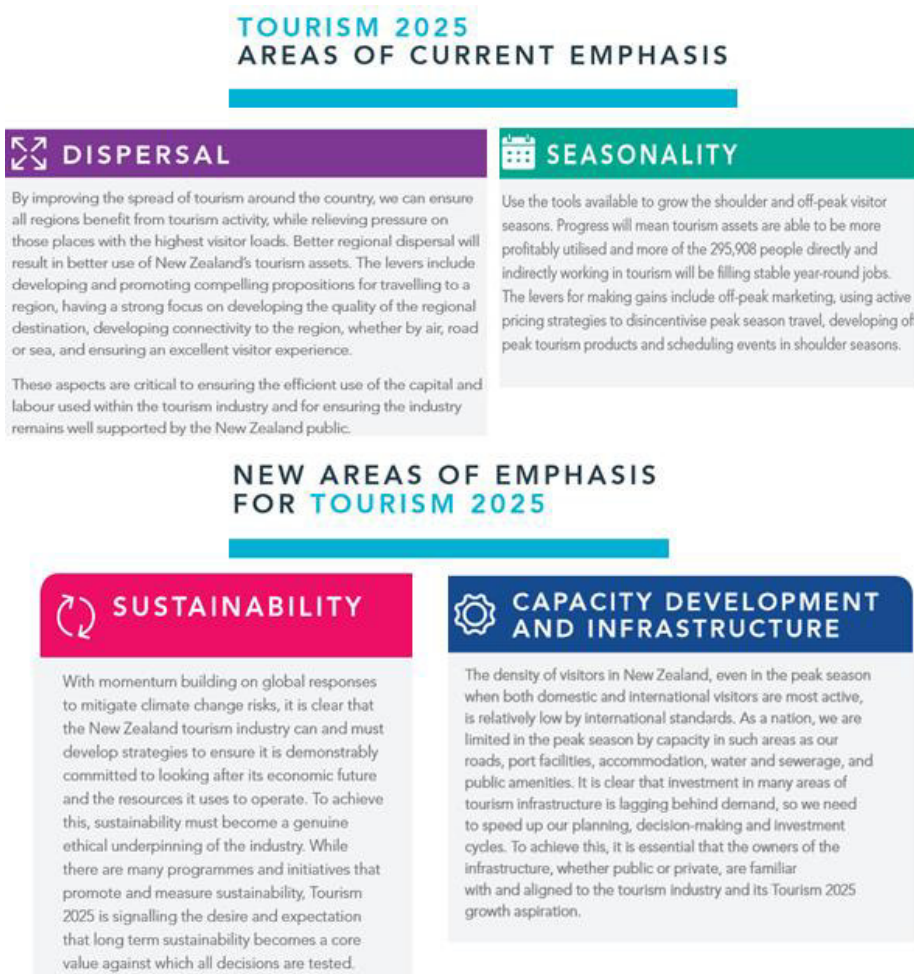 TOURISM 2025
AREAS OF CURRENT EMPHASIS
DISPERSAL
By improving the spread of tourism around the country, we can ensure
all regions benefit from tourism activity, while relieving pressure on
those places with the highest visitor loads. Better regional dispersal will
result in better use of New Zealand's tourism assets. The levers include
developing and promoting compelling propositions for travelling to a
region, having a strong focus on developing the quality of the regional
destination, developing connectivity to the region, whether by air, road
or sea, and ensuring an excellent visitor experience.
These aspects are critical to ensuring the efficient use of the capital and
labour used within the tourism industry and for ensuring the industry
remains well supported by the New Zealand public.
SEASONALITY
Use the tools available to grow the shoulder and off-peak visitor
seasons. Progress will mean tourism assets are able to be more
profitably utilised and more of the 295,908 people directly and
indirectly working in tourism will be filling stable year-round jobs.
The levers for making gains include off-peak marketing, using active
pricing strategies to disincentivise peak season travel, developing of
peak tourism products and scheduling events in shoulder seasons.
NEW AREAS OF EMPHASIS
FOR TOURISM 2025
SUSTAINABILITY
With momentum building on global responses
to mitigate climate change risks, it is clear that
the New Zealand tourism industry can and must
develop strategies to ensure it is demonstrably
committed to looking after its economic future
and the resources it uses to operate. To achieve
this, sustainability must become a genuine
ethical underpinning of the industry. While
there are many programmes and initiatives that
promote and measure sustainability, Tourism
2025 is signalling the desire and expectation
that long term sustainability becomes a core
value against which all decisions are tested.
CAPACITY DEVELOPMENT
AND INFRASTRUCTURE
The density of visitors in New Zealand, even in the peak season
when both domestic and international visitors are most active,
is relatively low by international standards. As a nation, we are
limited in the peak season by capacity in such areas as our
roads, port facilities, accommodation, water and sewerage, and
public amenities. It is clear that investment in many areas of
tourism infrastructure is lagging behind demand, so we need
to speed up our planning, decision-making and investment
cycles. To achieve this, it is essential that the owners of the
infrastructure, whether public or private, are familiar
with and aligned to the tourism industry and its Tourism 2025
growth aspiration.